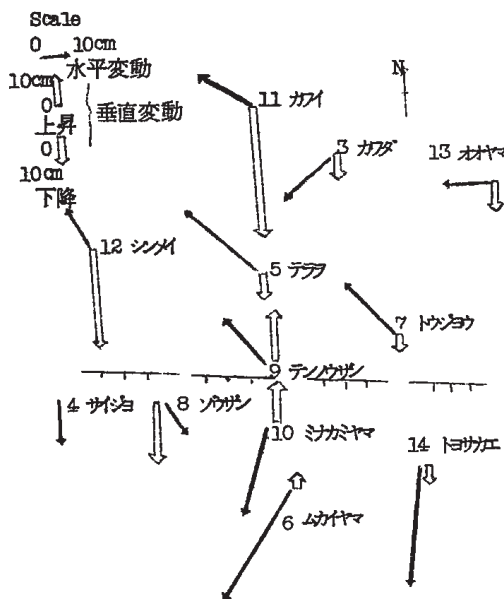 Scale
0 10cm
水平変動
10cm
0
上昇
垂直変動
0
10cm
下降
N
11 カワイ
3 カワダ
13 オオヤマ
12 シンメイ
5 テラヲ
7 トウジョウ
9 テンノウザン
4 サイジョ
8 ゾウザン
10 ミナカミヤマ
14 トヨサカエ
6 ムカイヤマ